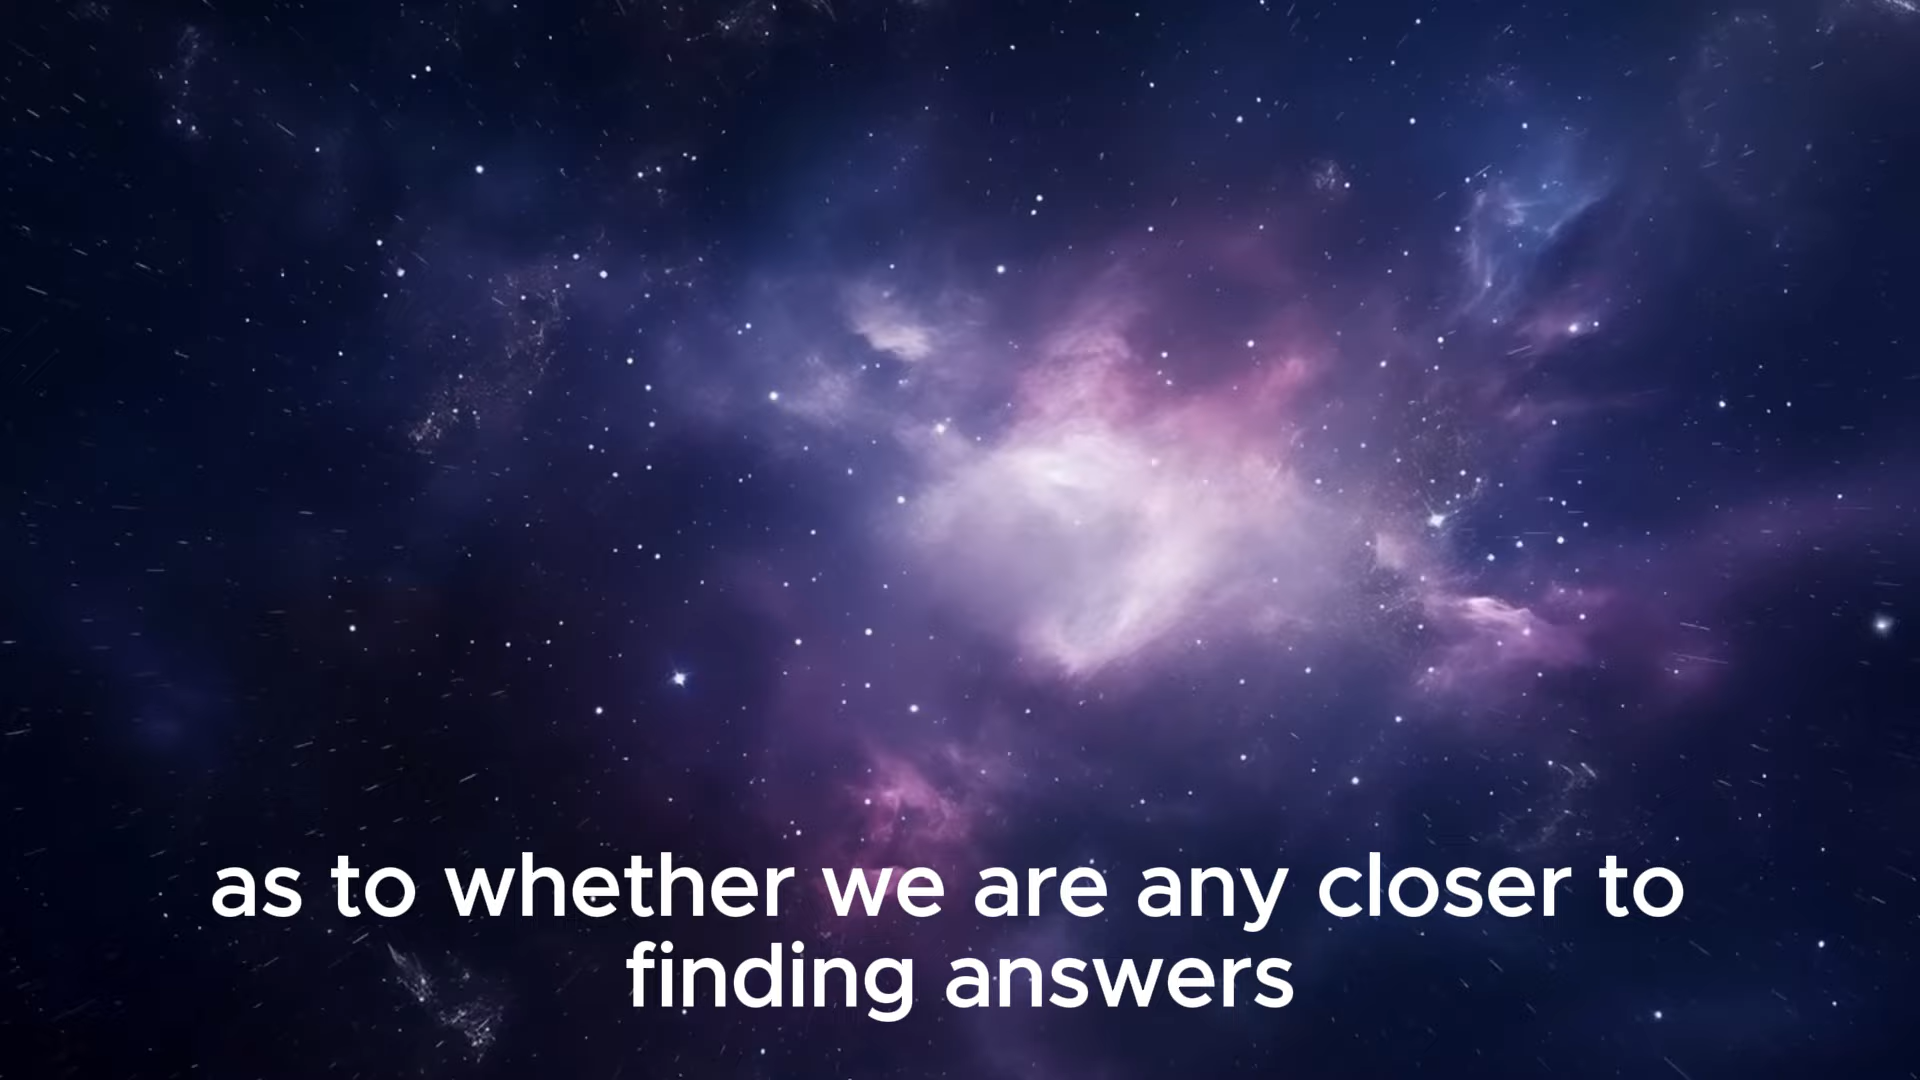 as to whether we are any closer to
finding answers